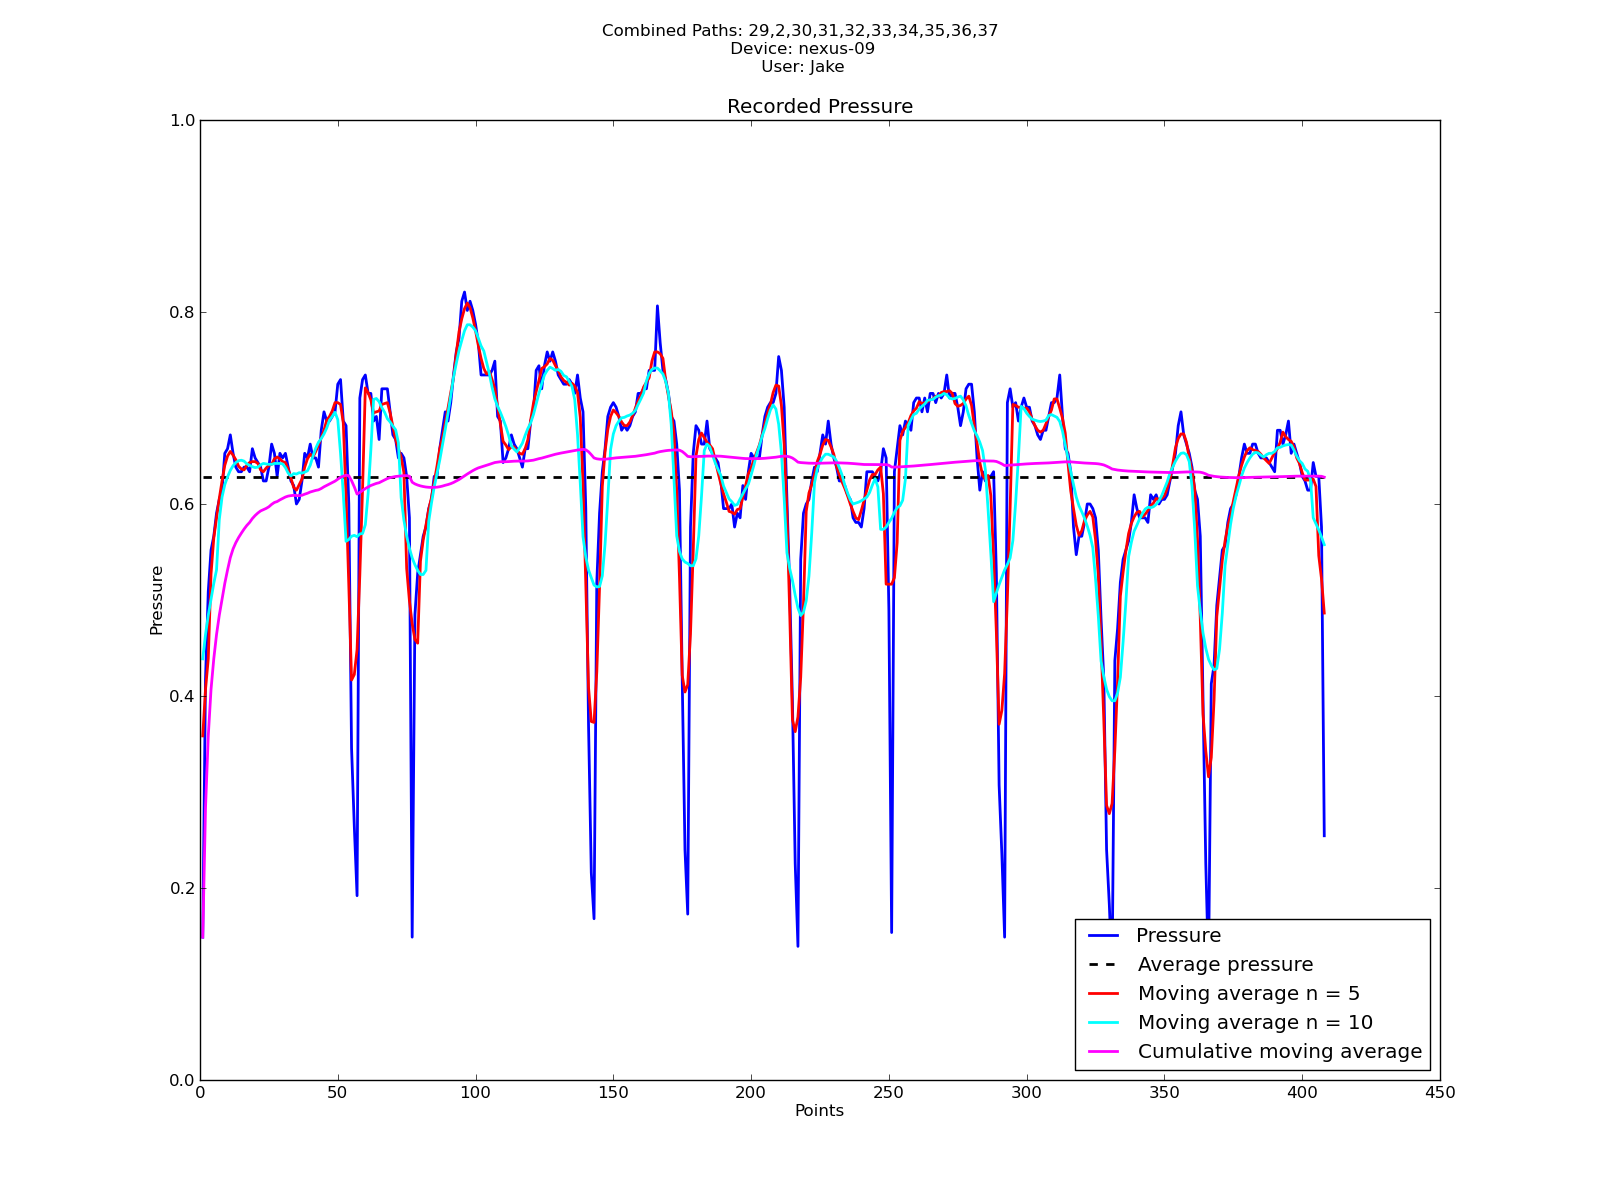 Combined Paths: 29,2,30,31,32,33,34,35,36,37
Device: nexus-09
User: Jake
Recorded Pressure
1.0
0.8
0.6
0.4
0.2
0.0
Pressure
0 50 100 150 200 250 300 350 400 450
Points
Pressure
Average pressure
Moving average n = 5
Moving average n = 10
Cumulative moving average